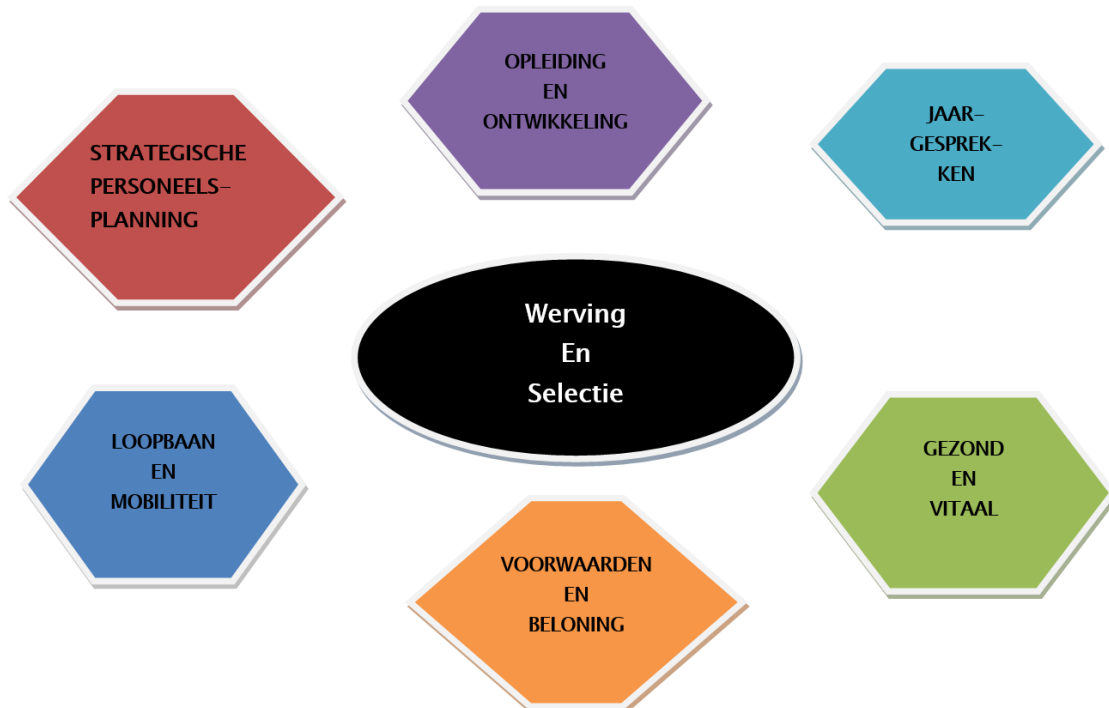 OPLEIDING
EN
ONTWIKKELING
JAAR-
GESPREK-
KEN
STRATEGISCHE
PERSONEELS-
PLANNING
Werving
En
Selectie
LOOPBAAN
EN
MOBILITEIT
GEZOND
EN
VITAAL
VOORWAARDEN
EN
BELONING